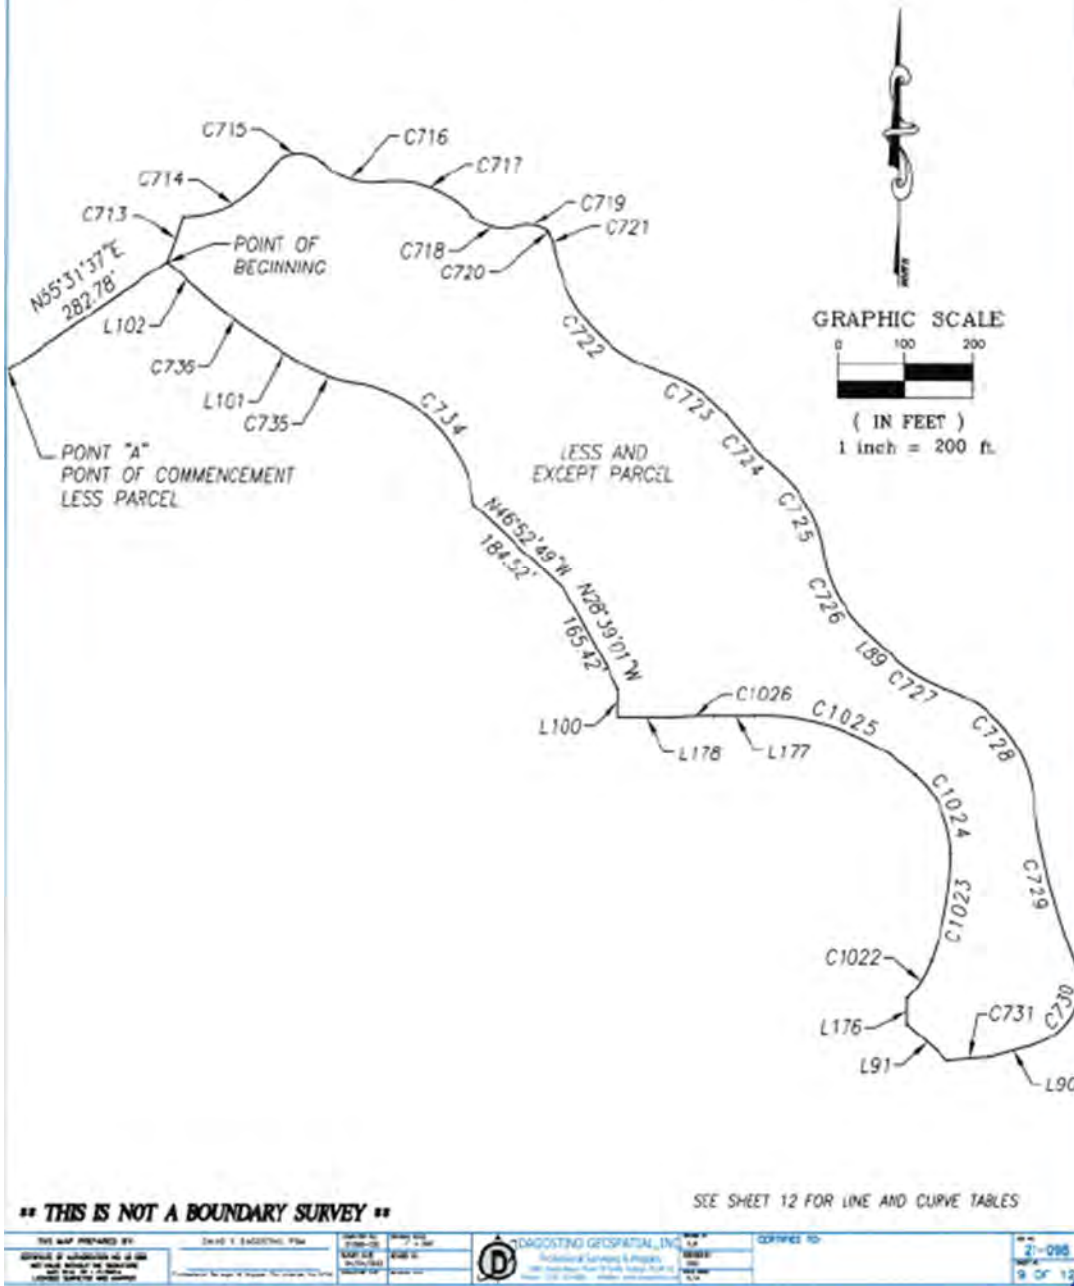 C715
C716
C714
C717
C713
C719
C718
C721
C720
POINT OF
BEGINNING
N55°31'37"E
282.78'
L102
C736
L101
C735
C734
C722
C723
C724
C725
C726
L89
C727
C728
C729
C730
GRAPHIC SCALE
0 100 200
( IN FEET )
1 inch = 200 ft.
POINT "A"
POINT OF COMMENCEMENT
LESS PARCEL
LESS AND
EXCEPT PARCEL
N46°52'49"W
184.52'
N28°39'01"W
165.42'
L100
L178
C1026
L177
C1025
C1024
C1023
C1022
L176
L91
C731
L90
SEE SHEET 12 FOR LINE AND CURVE TABLES
** THIS IS NOT A BOUNDARY SURVEY **
THIS MAP PREPARED BY:
DAGOSTINO GEOSPATIAL, INC
Professional Surveyors & Mappers
CERTIFIED TO:
21-098
9 OF 12